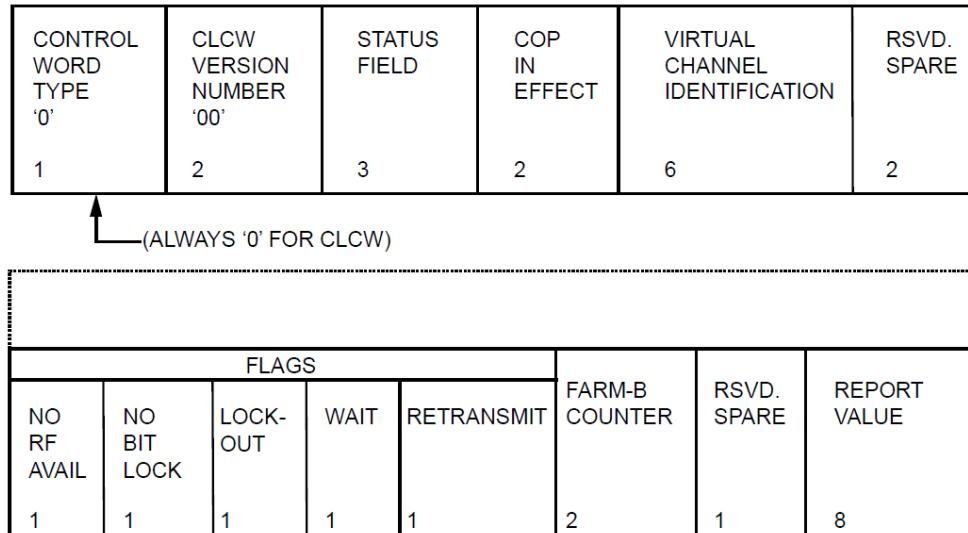 CONTROL
WORD
TYPE
‘0’
1
CLCW
VERSION
NUMBER
‘00’
2
STATUS
FIELD
3
COP
IN
EFFECT
2
VIRTUAL
CHANNEL
IDENTIFICATION
6
RSVD.
SPARE
2
(ALWAYS ‘0’ FOR CLCW)
FLAGS
NO
RF
AVAIL
1
NO
BIT
LOCK
1
LOCK-
OUT
1
WAIT
1
RETRANSMIT
1
FARM-B
COUNTER
2
RSVD.
SPARE
1
REPORT
VALUE
8